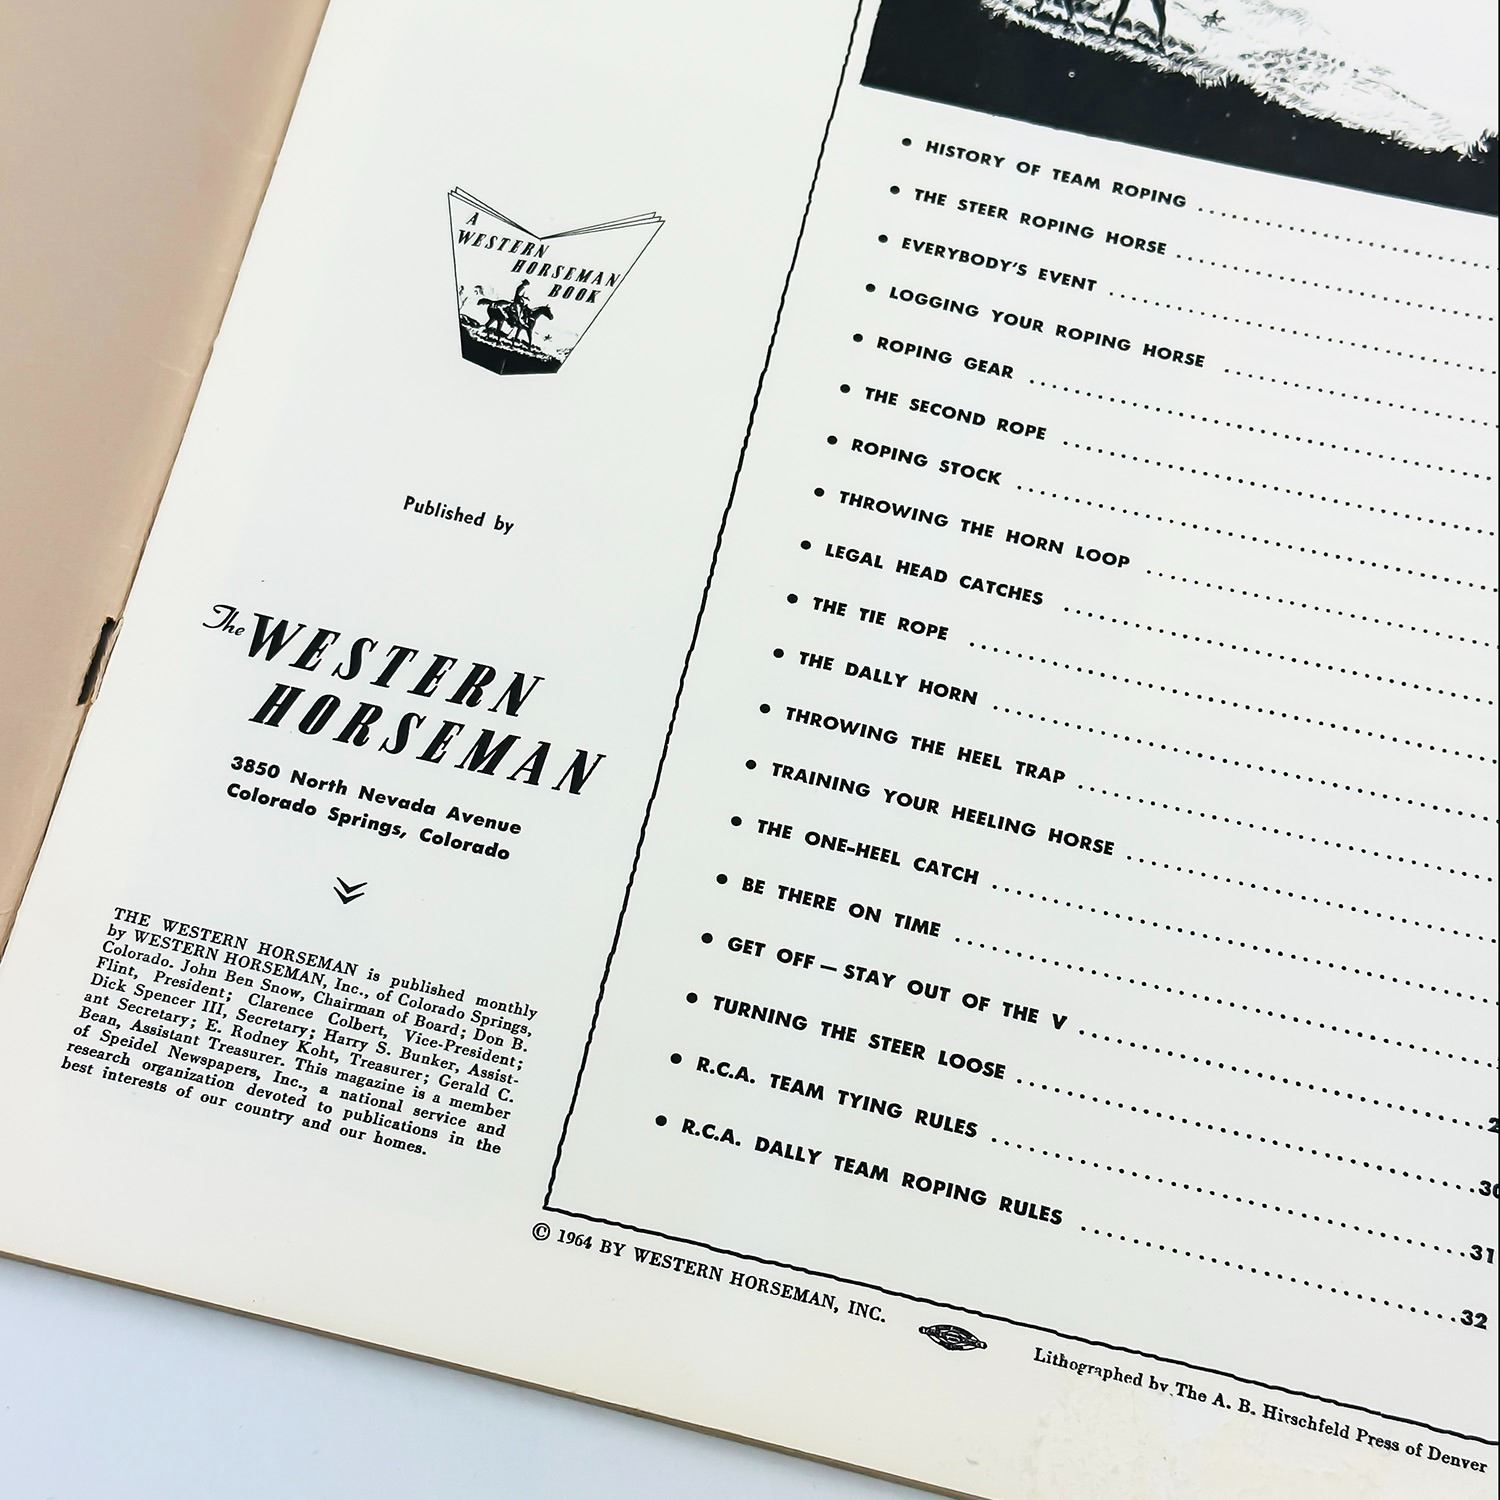 A
WESTERN
HORSEMAN
BOOK
Published by
The WESTERN
HORSEMAN
3850 North Nevada Avenue
Colorado Springs, Colorado
THE WESTERN HORSEMAN is published monthly
by WESTERN HORSEMAN, Inc., of Colorado Springs,
Colorado. John Ben Snow, Chairman of Board; Don B.
Flint, President; Clarence Colbert, Vice-President;
Dick Spencer III, Secretary; Harry S. Bunker, Assist-
ant Secretary; E. Rodney Koht, Treasurer; Gerald C.
Bean, Assistant Treasurer. This magazine is a member
of Speidel Newspapers, Inc., a national service and
research organization devoted to publications in the
best interests of our country and our homes.
• HISTORY OF TEAM ROPING ....................
• THE STEER ROPING HORSE ....................
• EVERYBODY'S EVENT ....................
• LOGGING YOUR ROPING HORSE ....................
• ROPING GEAR ....................
• THE SECOND ROPE ....................
• ROPING STOCK ....................
• THROWING THE HORN LOOP ....................
• LEGAL HEAD CATCHES ....................
• THE TIE ROPE ....................
• THE DALLY HORN ....................
• THROWING THE HEEL TRAP ....................
• TRAINING YOUR HEELING HORSE ....................
• THE ONE-HEEL CATCH ....................
• BE THERE ON TIME ....................
• GET OFF — STAY OUT OF THE V ....................2
• TURNING THE STEER LOOSE ....................30
• R.C.A. TEAM TYING RULES ....................31
• R.C.A. DALLY TEAM ROPING RULES ....................32
© 1964 BY WESTERN HORSEMAN, INC.
Lithographed by The A. B. Hirschfeld Press of Denver